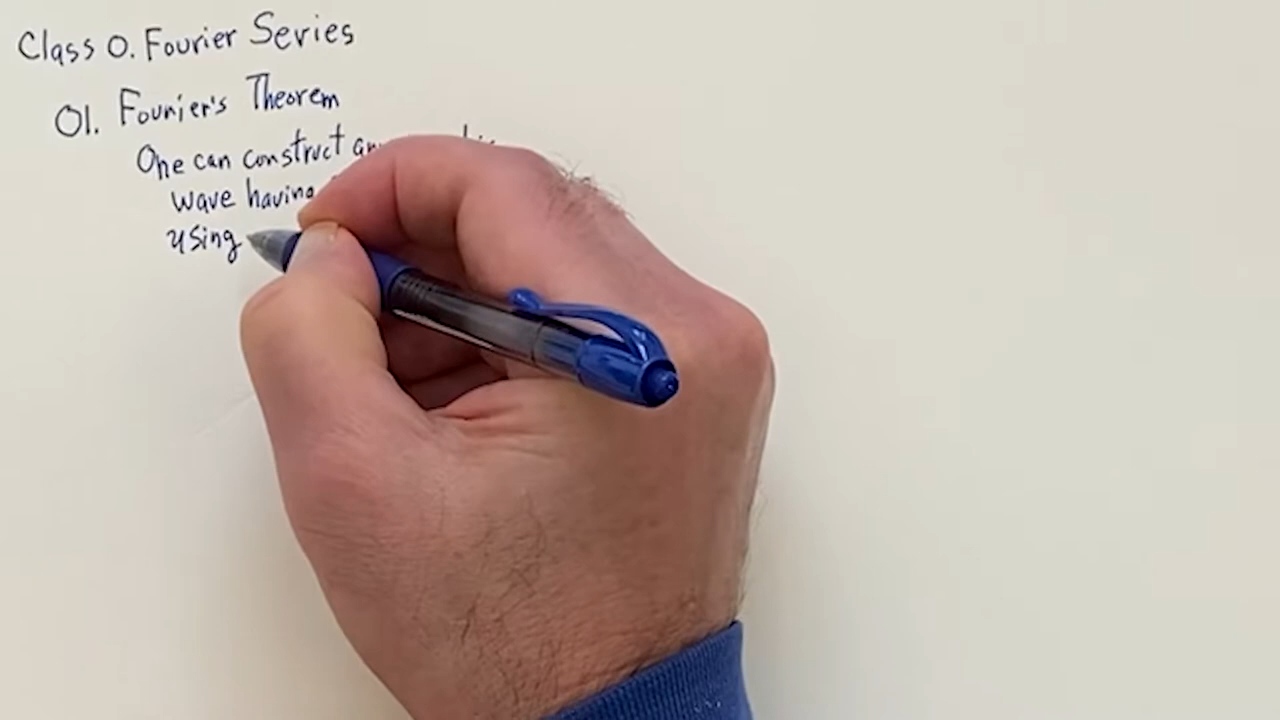 Class 0. Fourier Series
01. Fourier's Theorem
One can construct
wave having
using